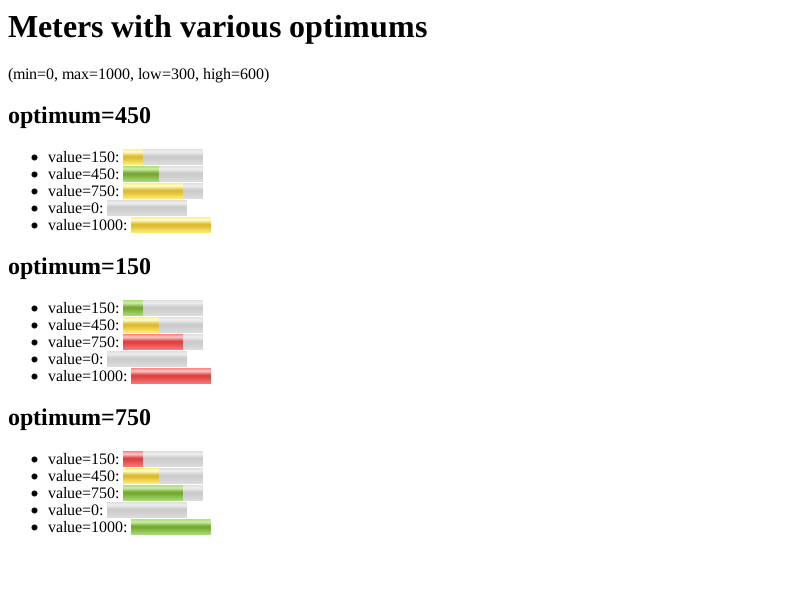 Meters with various optimums
(min=0, max=1000, low=300, high=600)
optimum=450
value=150:
value=450:
value=750:
value=0:
value=1000:
optimum=150
value=150:
value=450:
value=750:
value=0:
value=1000:
optimum=750
value=150:
value=450:
value=750:
value=0:
value=1000: